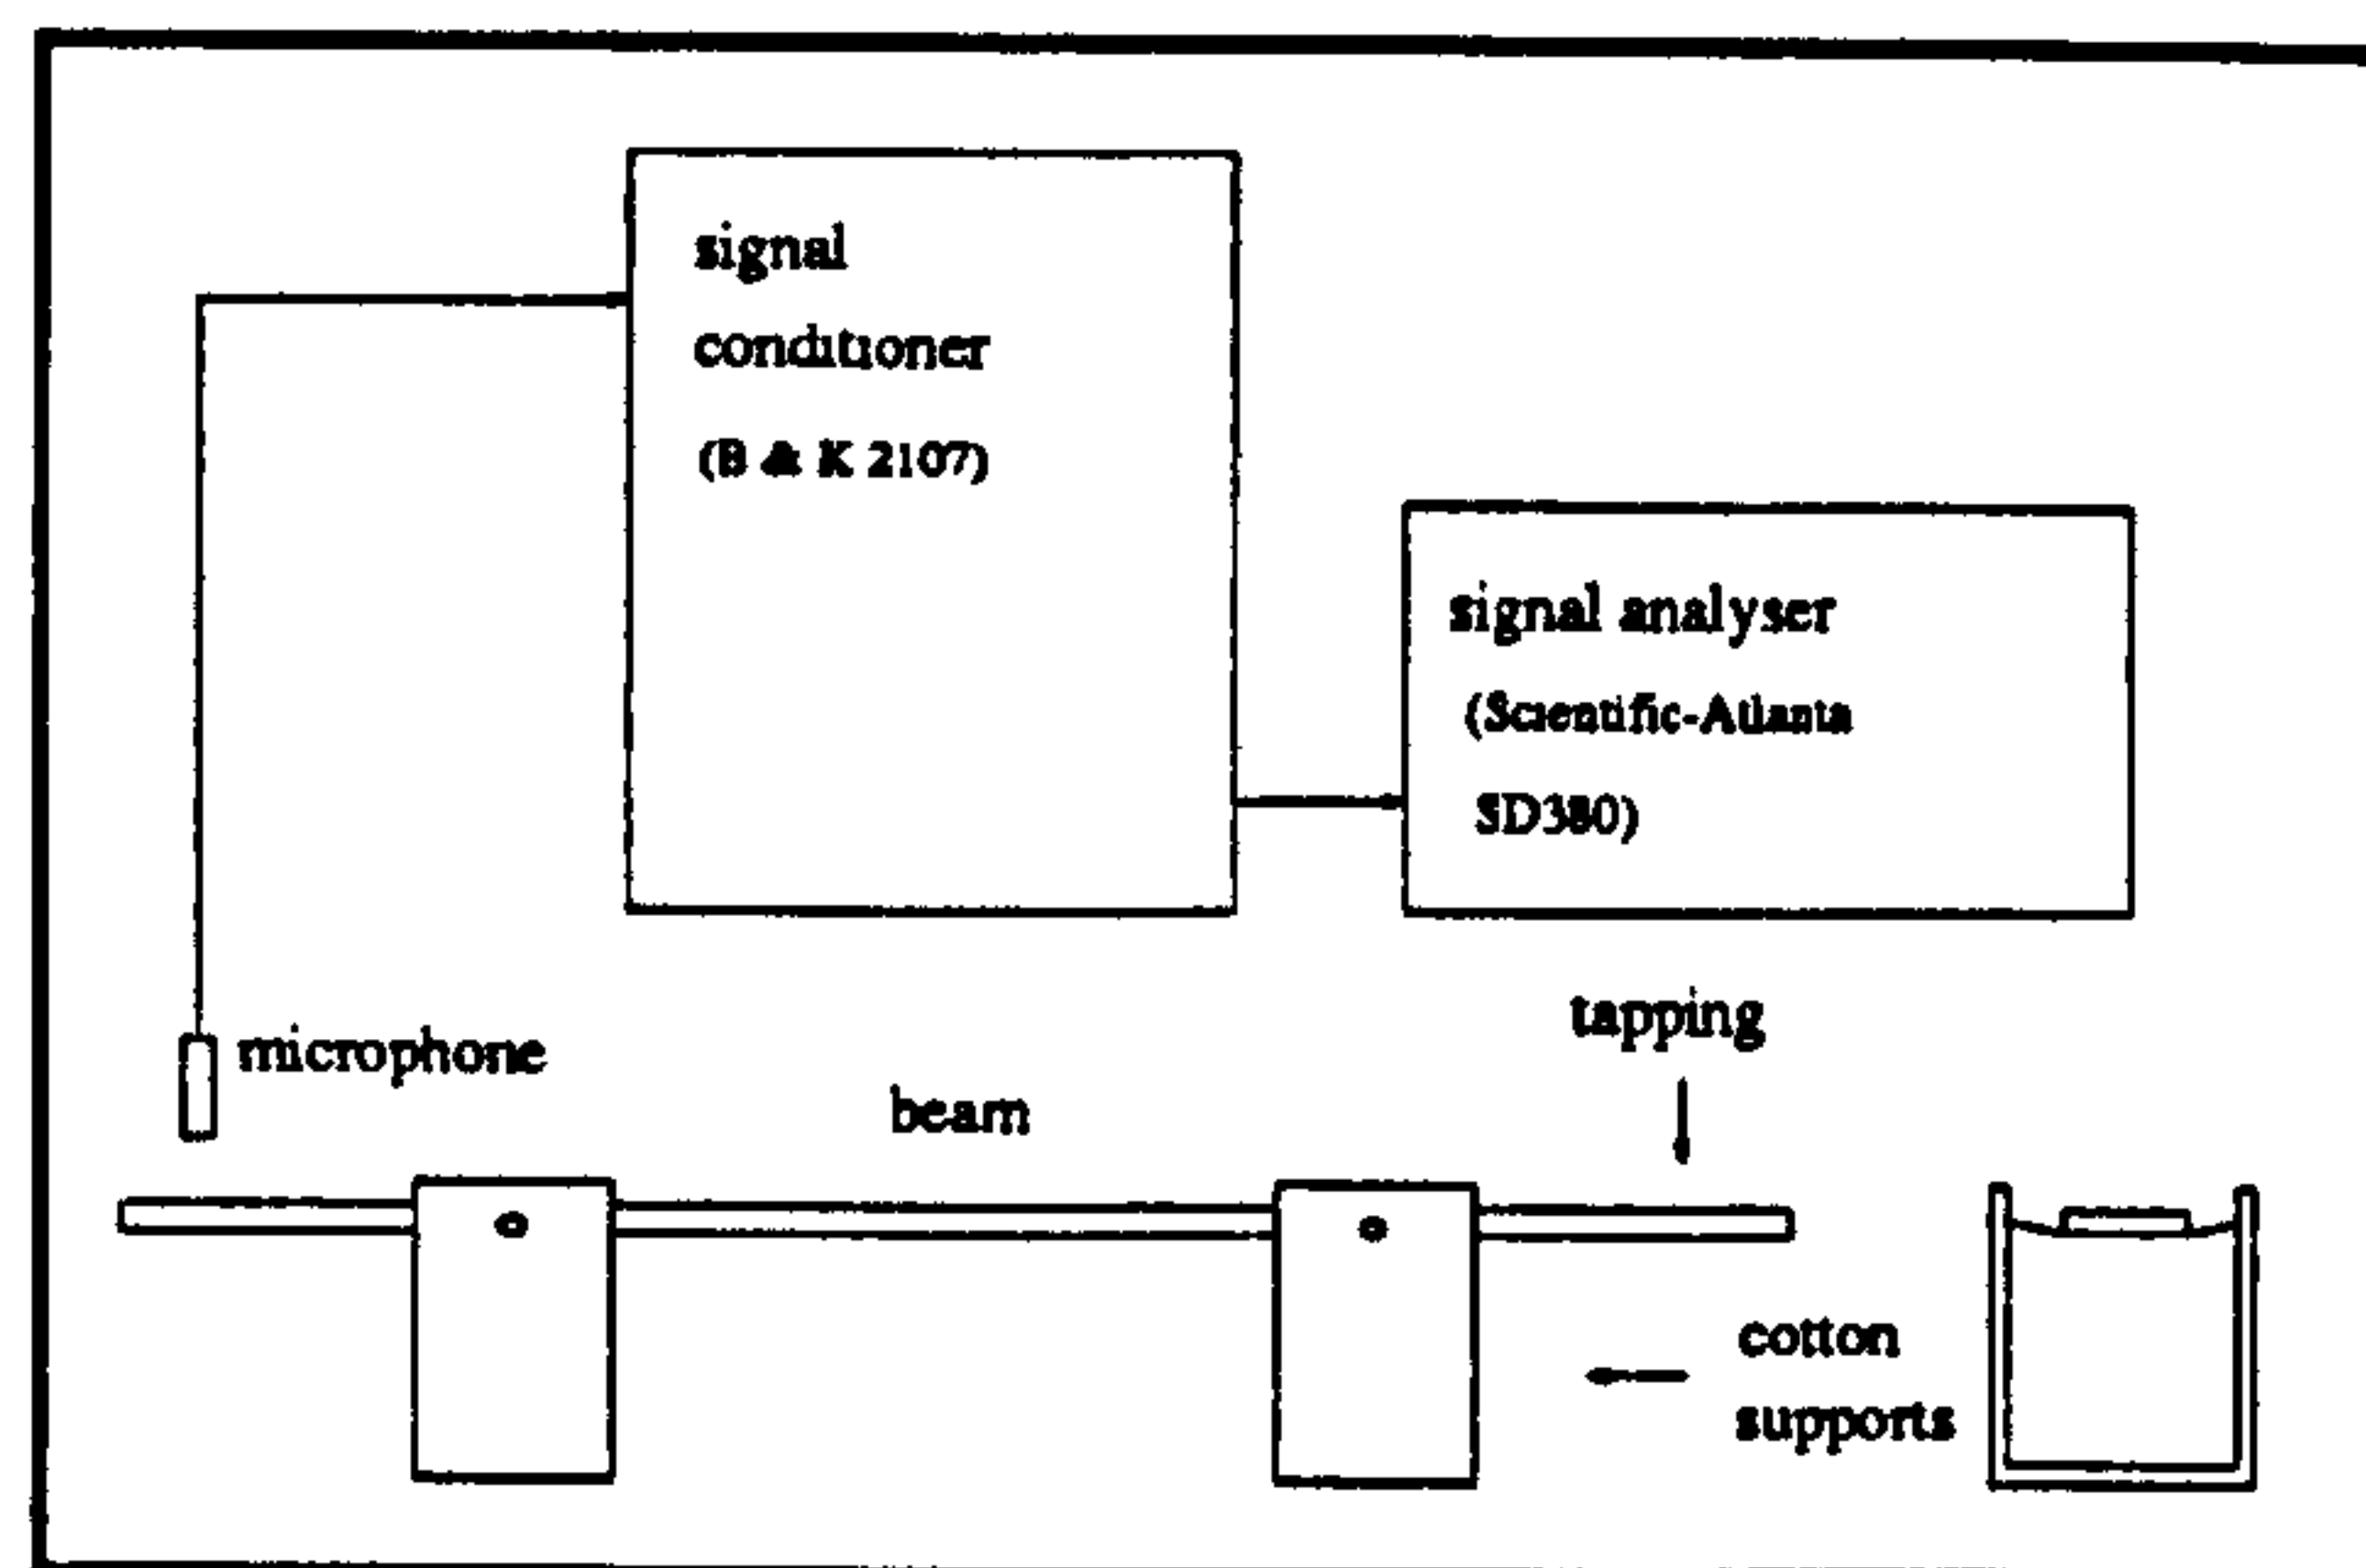 signal
conditioner
(B & K 2107)
signal analyser
(Scientific-Atlanta
SD380)
tapping
microphone
beam
cotton
supports